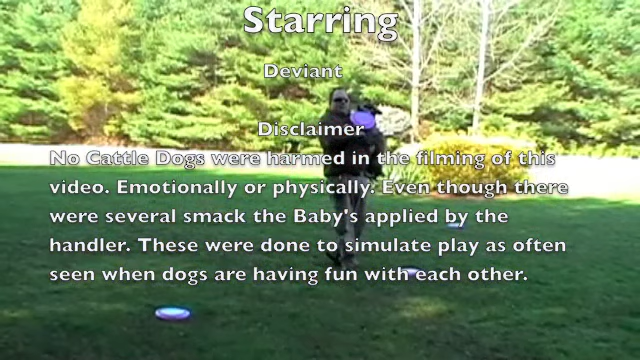 Starring
Deviant
Disclaimer
No Cattle Dogs were harmed in the filming of this
video. Emotionally or physically. Even though there
were several smack the Baby's applied by the
handler. These were done to simulate play as often
seen when dogs are having fun with each other.